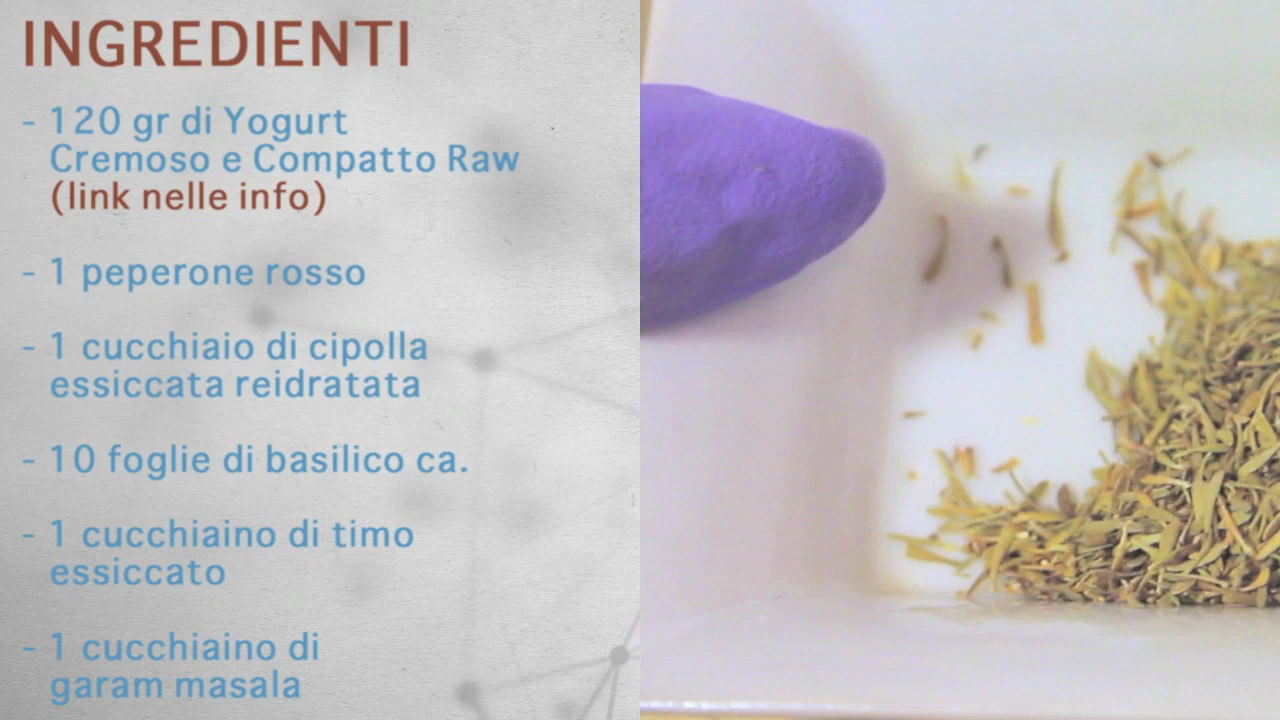 INGREDIENTI
- 120 gr di Yogurt
Cremoso e Compatto Raw
(link nelle info)
- 1 peperone rosso
- 1 cucchiaio di cipolla
essiccata reidratata
- 10 foglie di basilico ca.
- 1 cucchiaino di timo
essiccato
- 1 cucchiaino di
garam masala